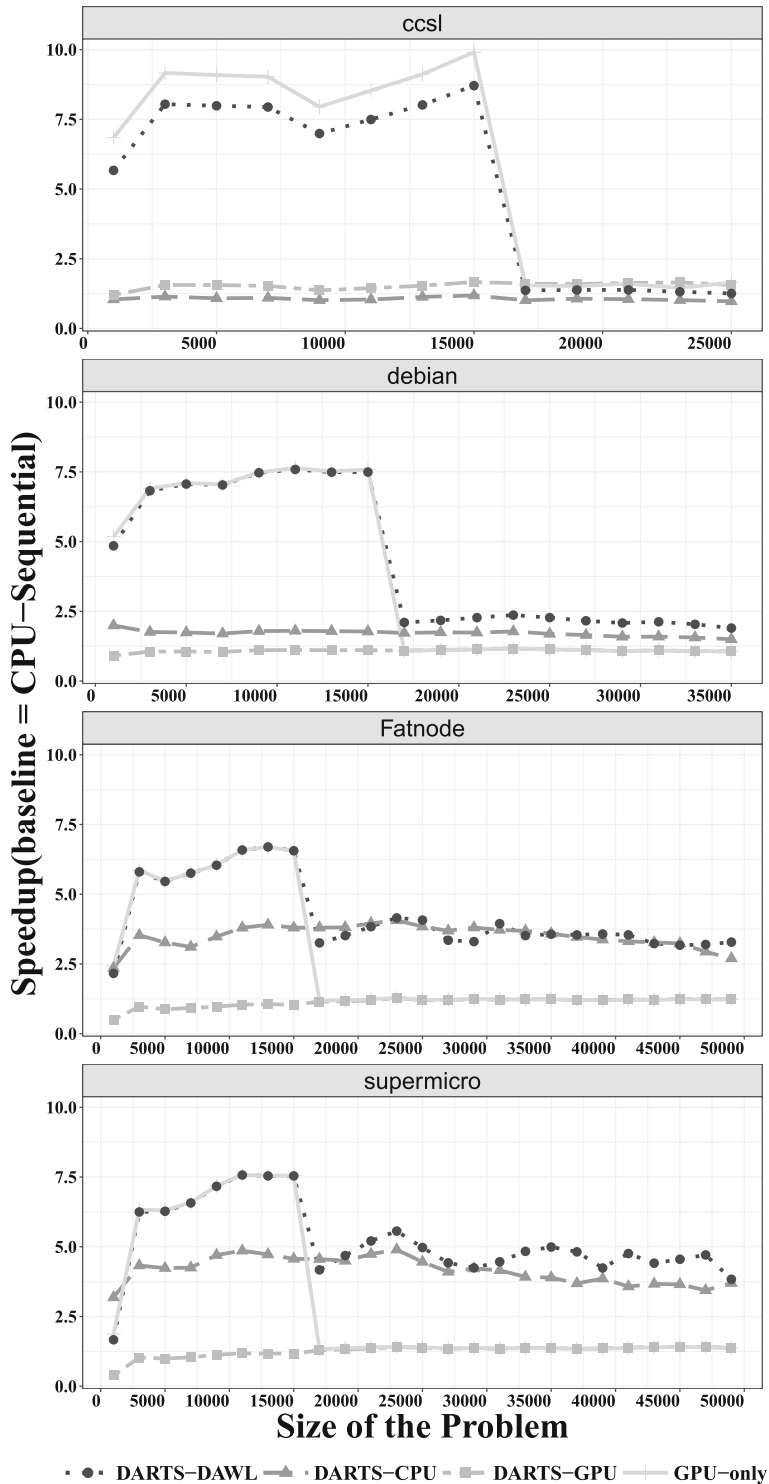 ccsl
10.0
7.5
5.0
2.5
0.0
0 5000 10000 15000 20000 25000
debian
10.0
7.5
5.0
2.5
0.0
0 5000 10000 15000 20000 25000 30000 35000
Fatnode
10.0
7.5
5.0
2.5
0.0
0 5000 10000 15000 20000 25000 30000 35000 40000 45000 50000
supermicro
10.0
7.5
5.0
2.5
0.0
0 5000 10000 15000 20000 25000 30000 35000 40000 45000 50000
Speedup(baseline = CPU−Sequential)
Size of the Problem
DARTS−DAWL DARTS−CPU DARTS−GPU GPU−only